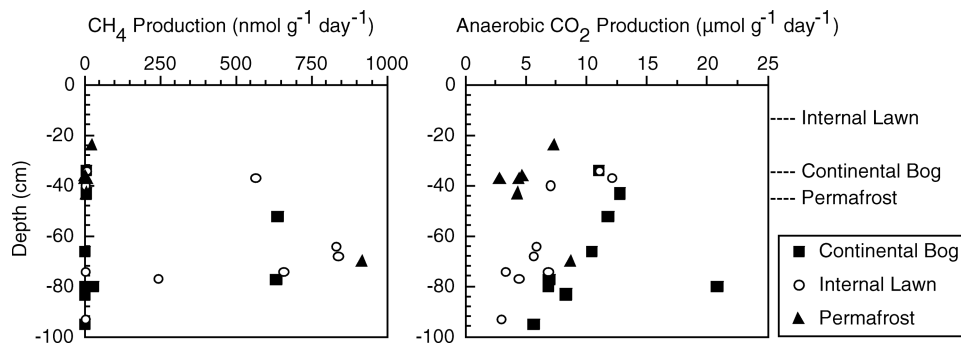 CH4 Production (nmol g-1 day-1)
Anaerobic CO2 Production (μmol g-1 day-1)
0 250 500 750 1000
0 5 10 15 20 25
0
-20
-40
-60
-80
-100
Depth (cm)
Internal Lawn
Continental Bog
Permafrost
Continental Bog
Internal Lawn
Permafrost